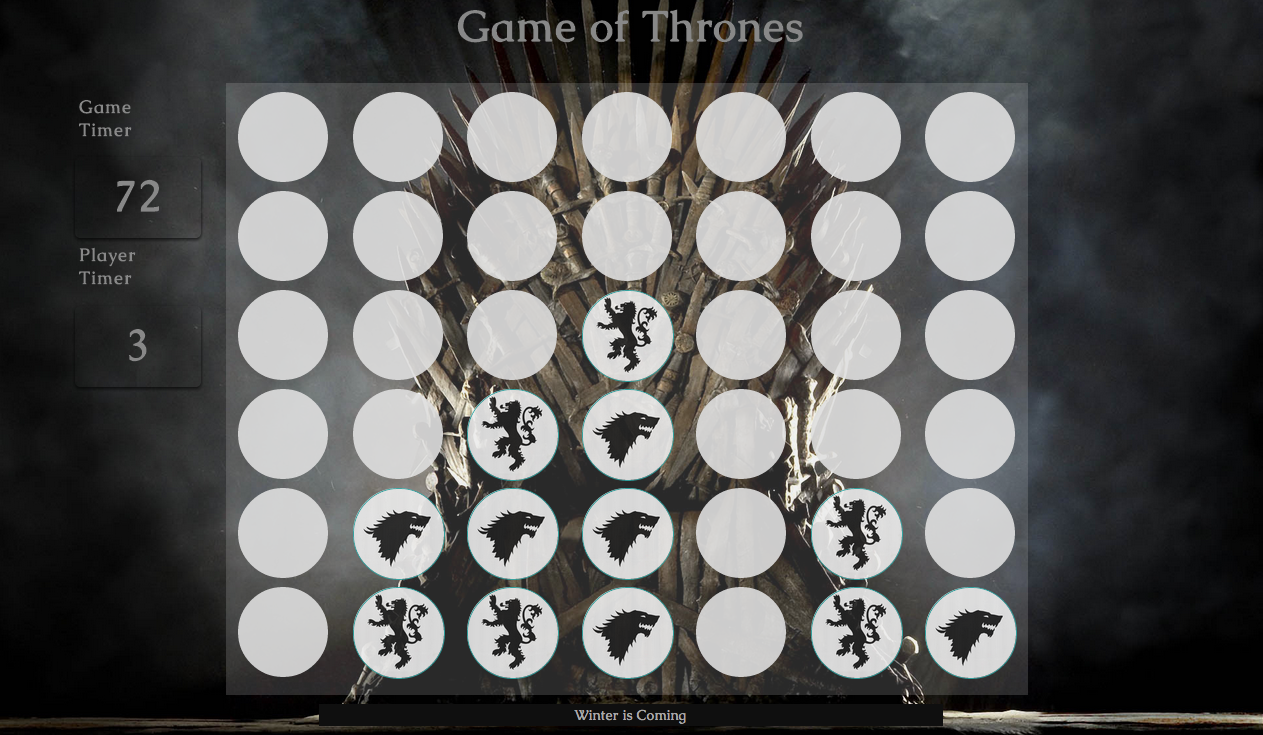 Game of Thrones
Game
Timer
72
Player
Timer
3
Winter is Coming